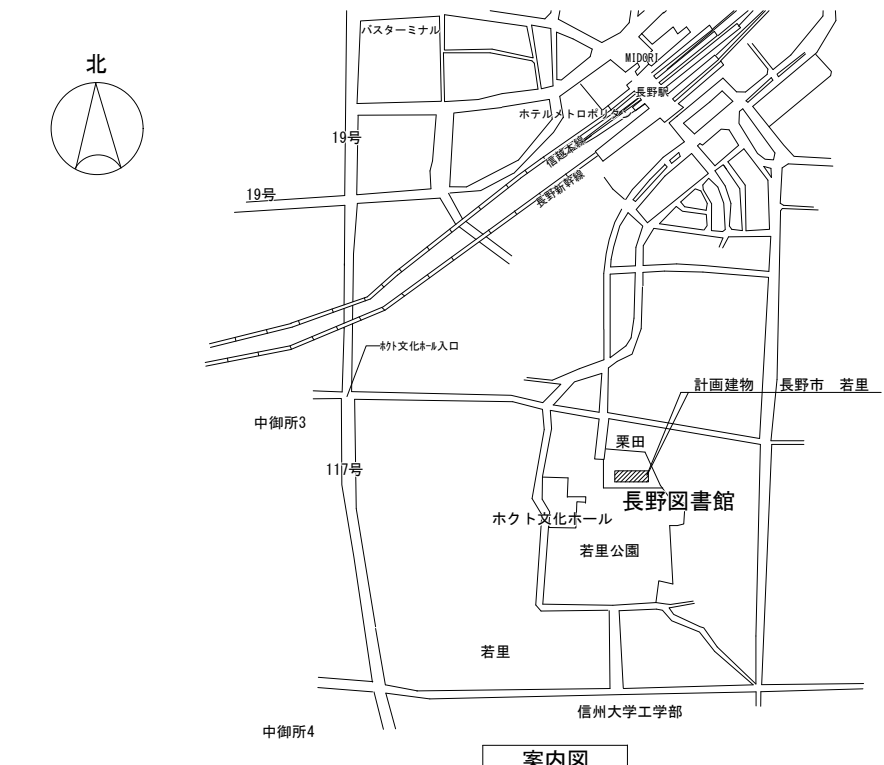 バスターミナル
MIDORI
北
長野駅
ホテルメトロポリタン
19号
信越本線
長野新幹線
19号
ホクト文化ホール入口
計画建物　長野市　若里
中御所3
栗田
117号
長野図書館
ホクト文化ホール
若里公園
若里
信州大学工学部
中御所4
案内図